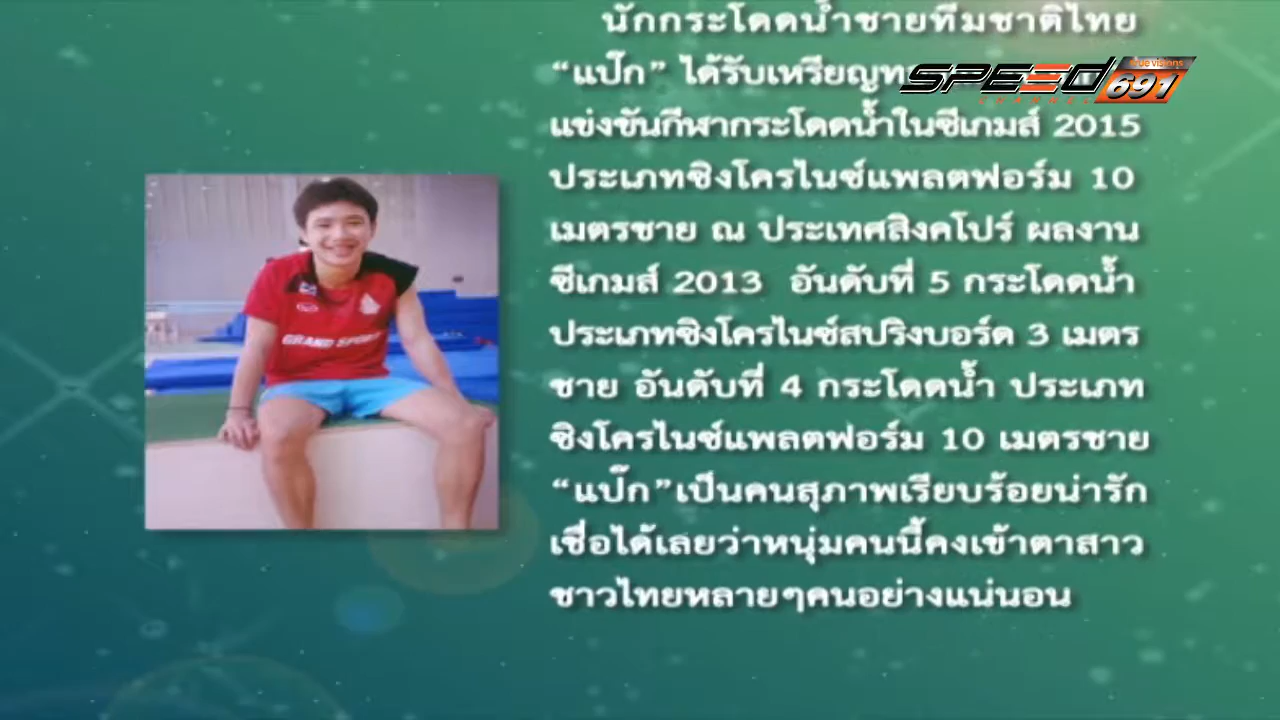 นักกระโดดน้ำชายทีมชาติไทย
"แป๊ก" ได้รับเหรียญ
SPEED
CHANNEL
true visions
691
แข่งขันกีฬากระโดดน้ำในซีเกมส์ 2015
ประเภทซิงโครไนซ์แพลตฟอร์ม 10
เมตรชาย ณ ประเทศสิงคโปร์ ผลงาน
ซีเกมส์ 2013 อันดับที่ 5 กระโดดน้ำ
ประเภทซิงโครไนซ์สปริงบอร์ด 3 เมตร
ชาย อันดับที่ 4 กระโดดน้ำ ประเภท
ซิงโครไนซ์แพลตฟอร์ม 10 เมตรชาย
"แป๊ก"เป็นคนสุภาพเรียบร้อยน่ารัก
เชื่อได้เลยว่าหนุ่มคนนี้คงเข้าตาสาว
ชาวไทยหลายๆคนอย่างแน่นอน
GRAND SPORT